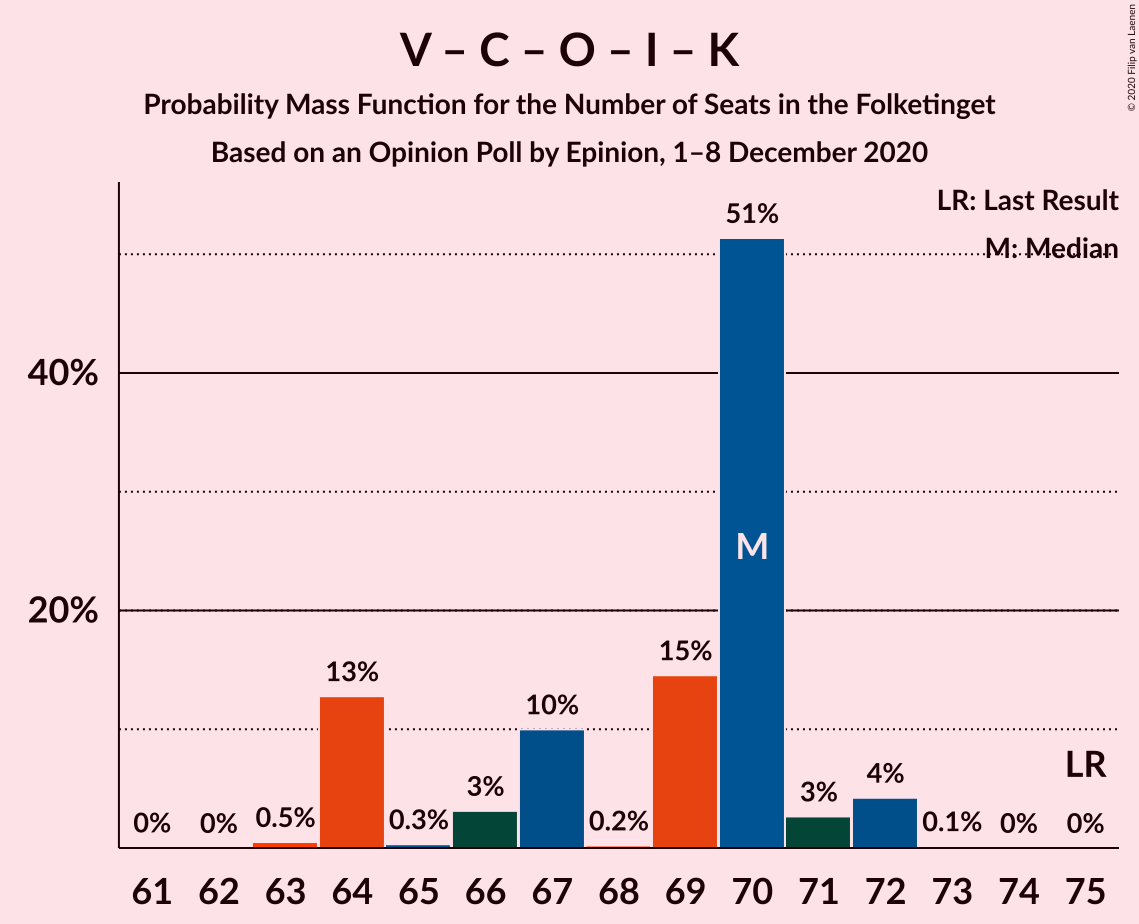 V – C – O – I – K
Probability Mass Function for the Number of Seats in the Folketinget
Based on an Opinion Poll by Epinion, 1–8 December 2020
© 2020 Filip van Laenen
LR: Last Result
M: Median
51%
40%
M
20%
15%
13%
10%
LR
4%
3%
3%
0% 0% 0.5% 0.3% 0.2% 0.1% 0% 0%
61 62 63 64 65 66 67 68 69 70 71 72 73 74 75